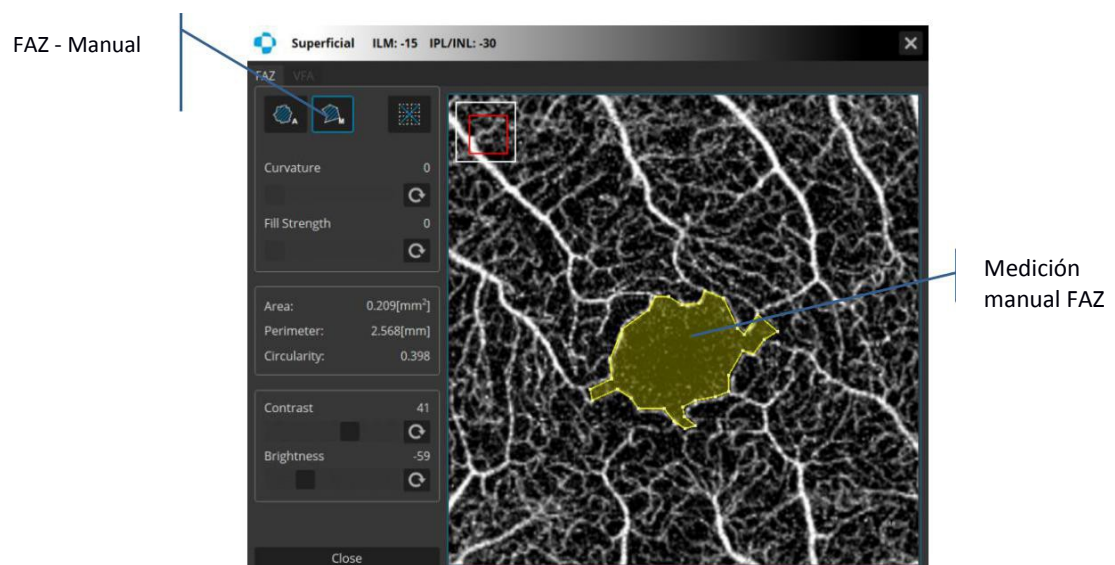 FAZ - Manual
Superficial ILM: -15 IPL/INL: -30
FAZ VFA
A M
Curvature 0
Fill Strength 0
Area: 0.209[mm²]
Perimeter: 2.568[mm]
Circularity: 0.398
Contrast 41
Brightness -59
Close
Medición
manual FAZ